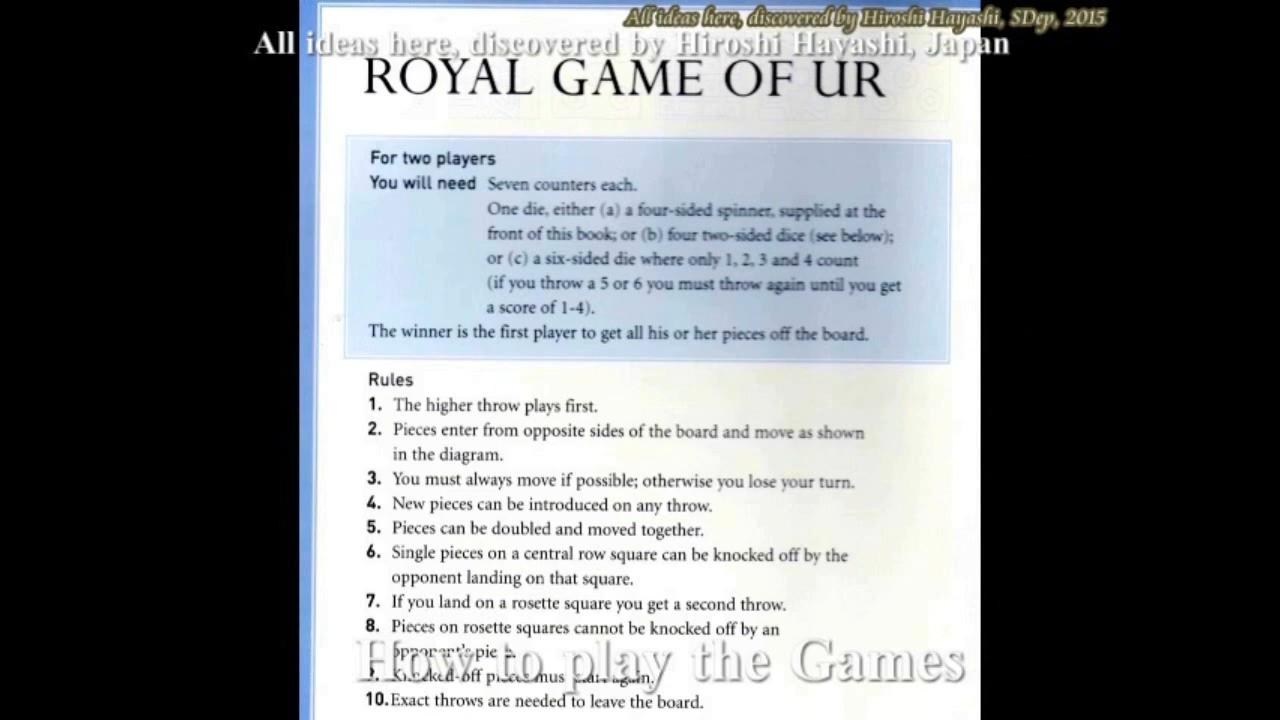 All ideas here, discovered by Hiroshi Hayashi, SDep, 2015
All ideas here, discovered by Hiroshi Hayashi, Japan
ROYAL GAME OF UR
For two players
You will need Seven counters each.
One die, either (a) a four-sided spinner, supplied at the
front of this book; or (b) four two-sided dice (see below);
or (c) a six-sided die where only 1, 2, 3 and 4 count
(if you throw a 5 or 6 you must throw again until you get
a score of 1-4).
The winner is the first player to get all his or her pieces off the board.
Rules
1. The higher throw plays first.
2. Pieces enter from opposite sides of the board and move as shown
in the diagram.
3. You must always move if possible; otherwise you lose your turn.
4. New pieces can be introduced on any throw.
5. Pieces can be doubled and moved together.
6. Single pieces on a central row square can be knocked off by the
opponent landing on that square.
7. If you land on a rosette square you get a second throw.
8. Pieces on rosette squares cannot be knocked off by an
opponent's
How to play the Games
Knocked-off pieces must again.
10. Exact throws are needed to leave the board.